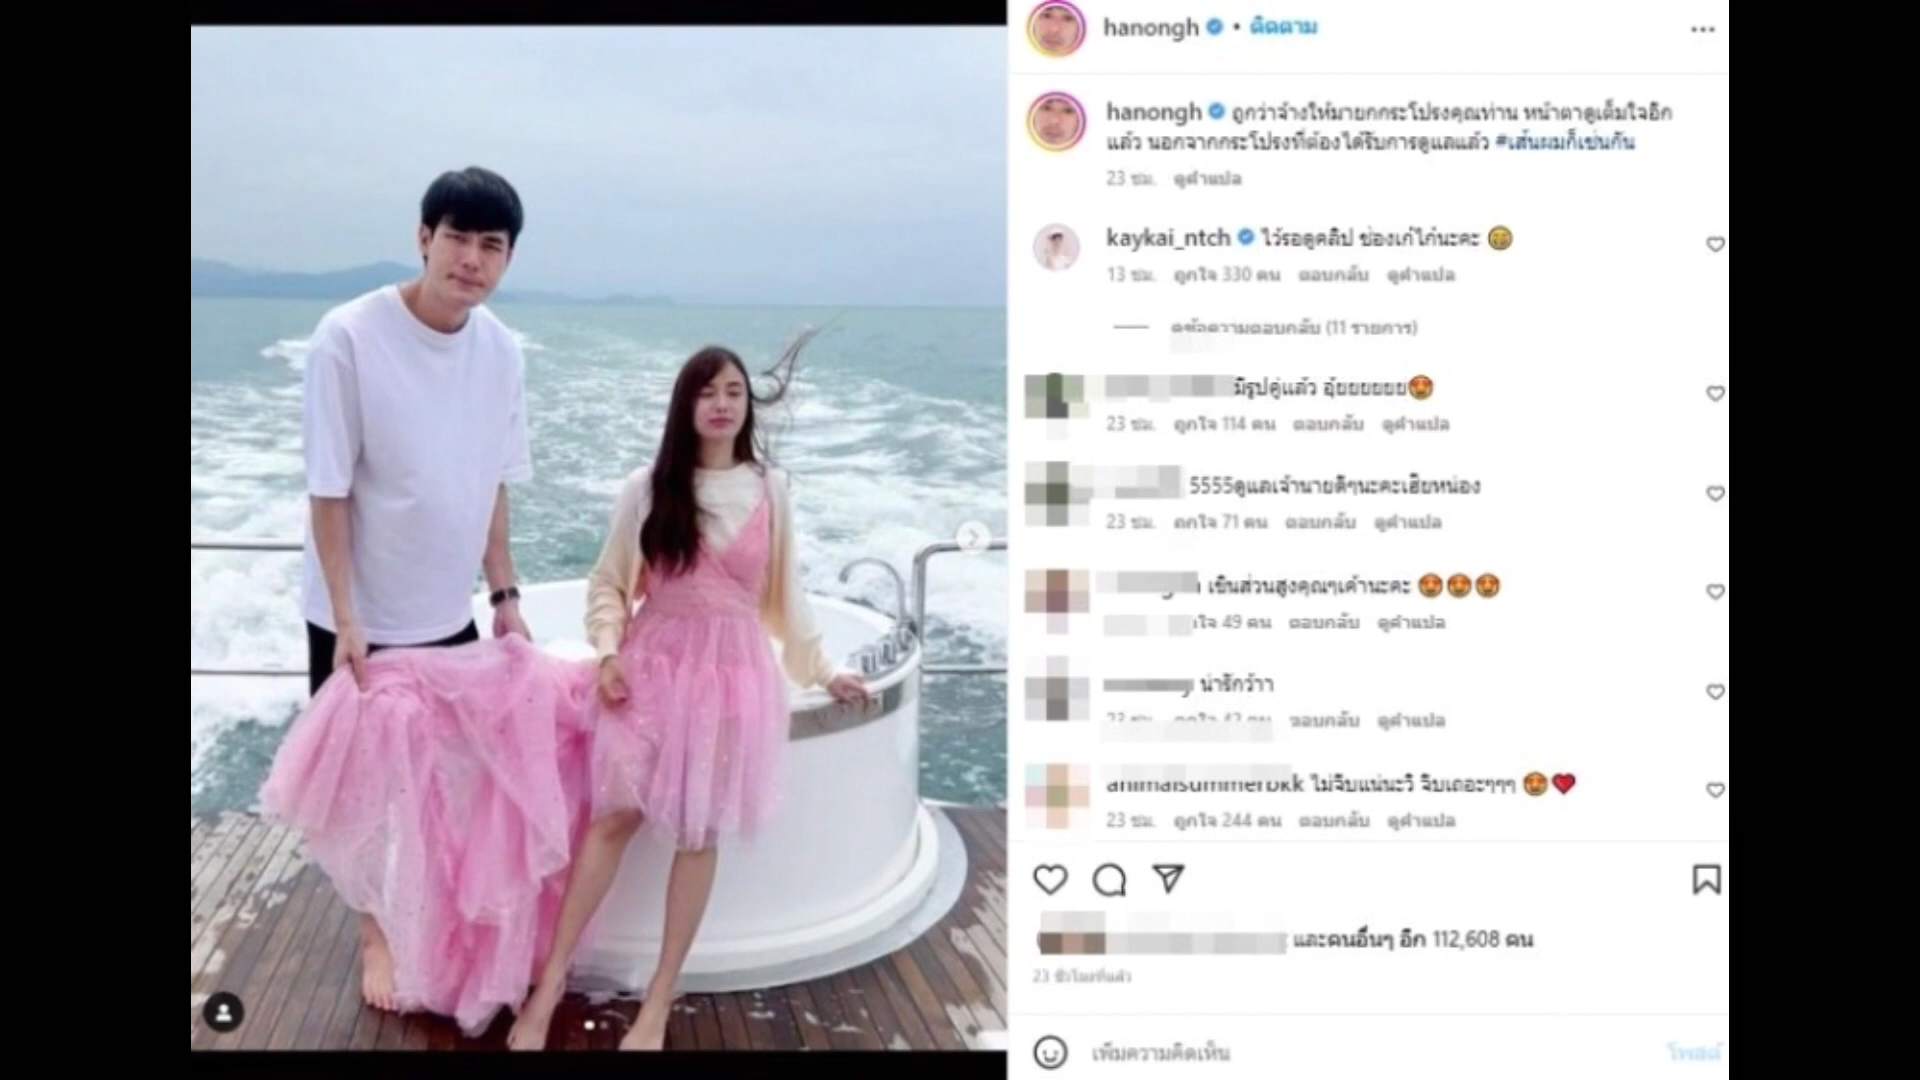 hanongh • ติดตาม
hanongh ถูกว่าจ้างให้มายกกระโปรงคุณท่าน หน้าตาดูเต็มใจอีก
แล้ว นอกจากกระโปรงที่ต้องได้รับการดูแลแล้ว #เส้นผมก็เช่นกัน
23 ชม. ดูคำแปล
kaykai_ntch ไว้รอดูคลิป ช่องเก๋ไก๋นะคะ
13 ชม. ถูกใจ 330 คน ตอบกลับ ดูคำแปล
ดูข้อความตอบกลับ (11 รายการ)
มีรูปคู่แล้ว อุ้ยยยยยย
23 ชม. ถูกใจ 114 คน ตอบกลับ ดูคำแปล
5555ดูแลเจ้านายดีๆนะคะเฮียหน่อง
23 ชม. ถูกใจ 71 คน ตอบกลับ ดูคำแปล
เขินส่วนสูงคุณๆเค้านะคะ
49 คน ตอบกลับ ดูคำแปล
น่ารักว้าา
23 ชม. ถูกใจ 42 คน ตอบกลับ ดูคำแปล
animalsummerbkk ไม่จีบแน่นะวิ จีบเถอะๆๆๆ
23 ชม. ถูกใจ 244 คน ตอบกลับ ดูคำแปล
และคนอื่นๆ อีก 112,608 คน
23 ชั่วโมงที่แล้ว
เพิ่มความคิดเห็น
โพสต์